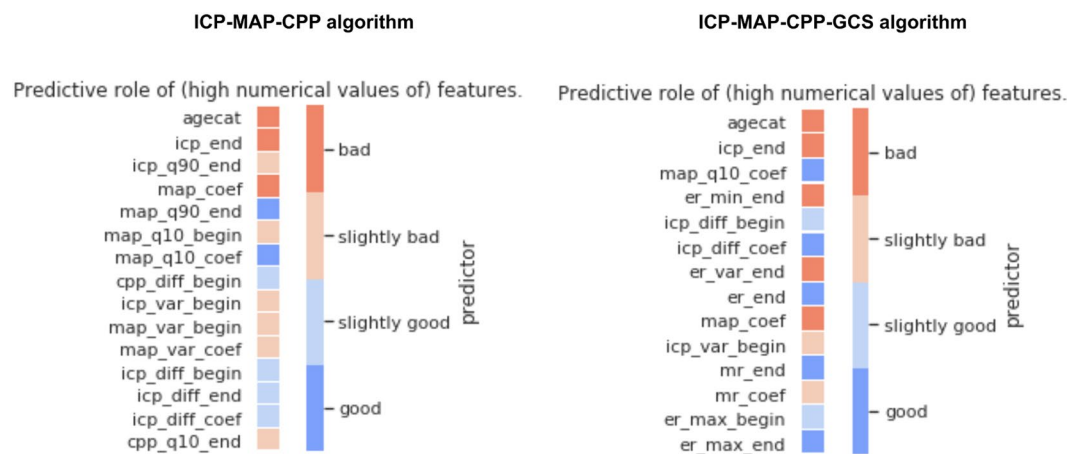 ICP-MAP-CPP algorithm
Predictive role of (high numerical values of) features.
agecat
icp_end
icp_q90_end
map_coef
map_q90_end
map_q10_begin
map_q10_coef
cpp_diff_begin
icp_var_begin
map_var_begin
map_var_coef
icp_diff_begin
icp_diff_end
icp_diff_coef
cpp_q10_end
bad
slightly bad
slightly good
good
predictor
ICP-MAP-CPP-GCS algorithm
Predictive role of (high numerical values of) features.
agecat
icp_end
map_q10_coef
er_min_end
icp_diff_begin
icp_diff_coef
er_var_end
er_end
map_coef
icp_var_begin
mr_end
mr_coef
er_max_begin
er_max_end
bad
slightly bad
slightly good
good
predictor